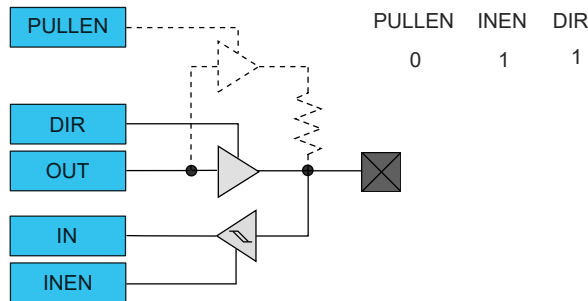 PULLEN
PULLEN INEN DIR
0 1 1
DIR
OUT
IN
INEN